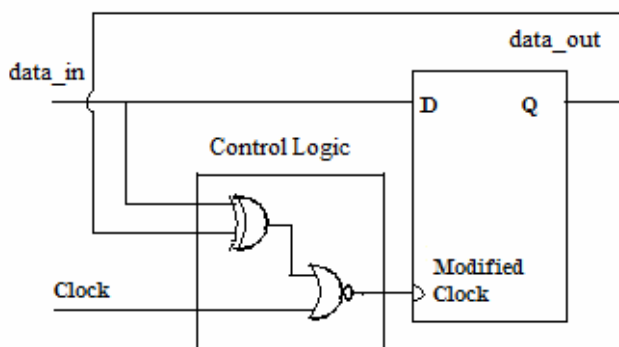 data_out
data_in
D
Q
Control Logic
Modified
Clock
Clock